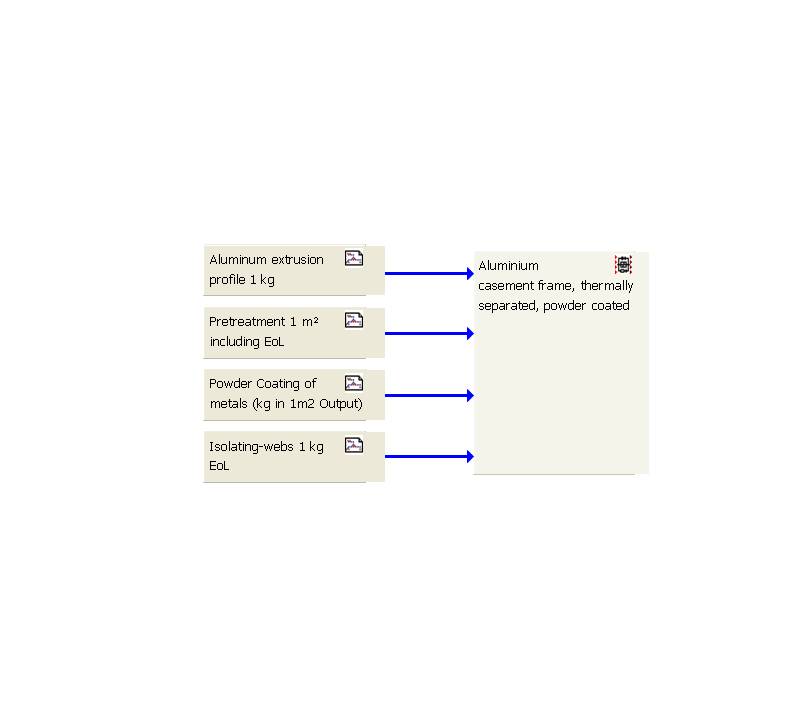 Aluminum extrusion
profile 1 kg
Pretreatment 1 m²
including EoL
Powder Coating of
metals (kg in 1m2 Output)
Isolating-webs 1 kg
EoL
Aluminium
casement frame, thermally
separated, powder coated